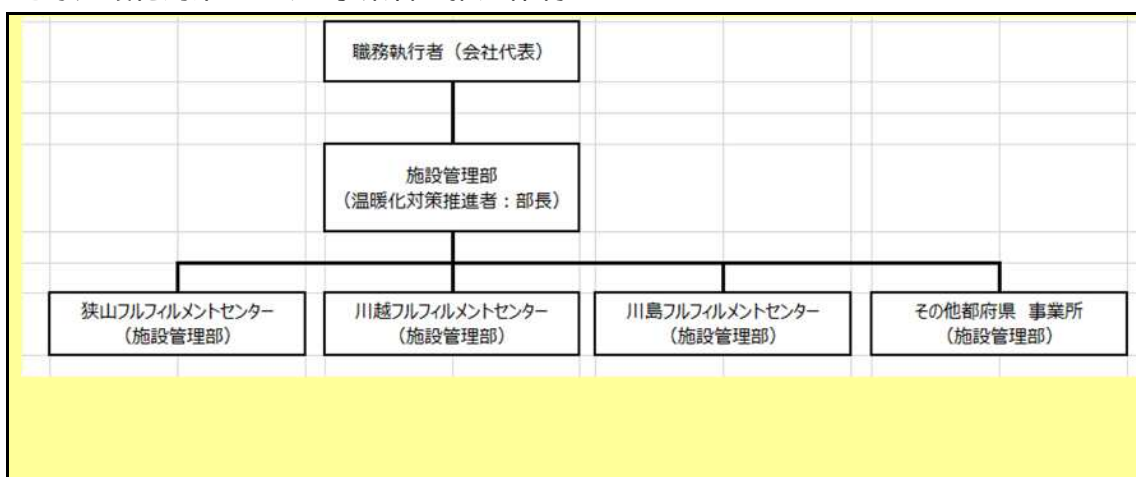 職務執行者（会社代表）
施設管理部
（温暖化対策推進者：部長）
狭山フルフィルメントセンター
（施設管理部）
川越フルフィルメントセンター
（施設管理部）
川島フルフィルメントセンター
（施設管理部）
その他都府県　事業所
（施設管理部）